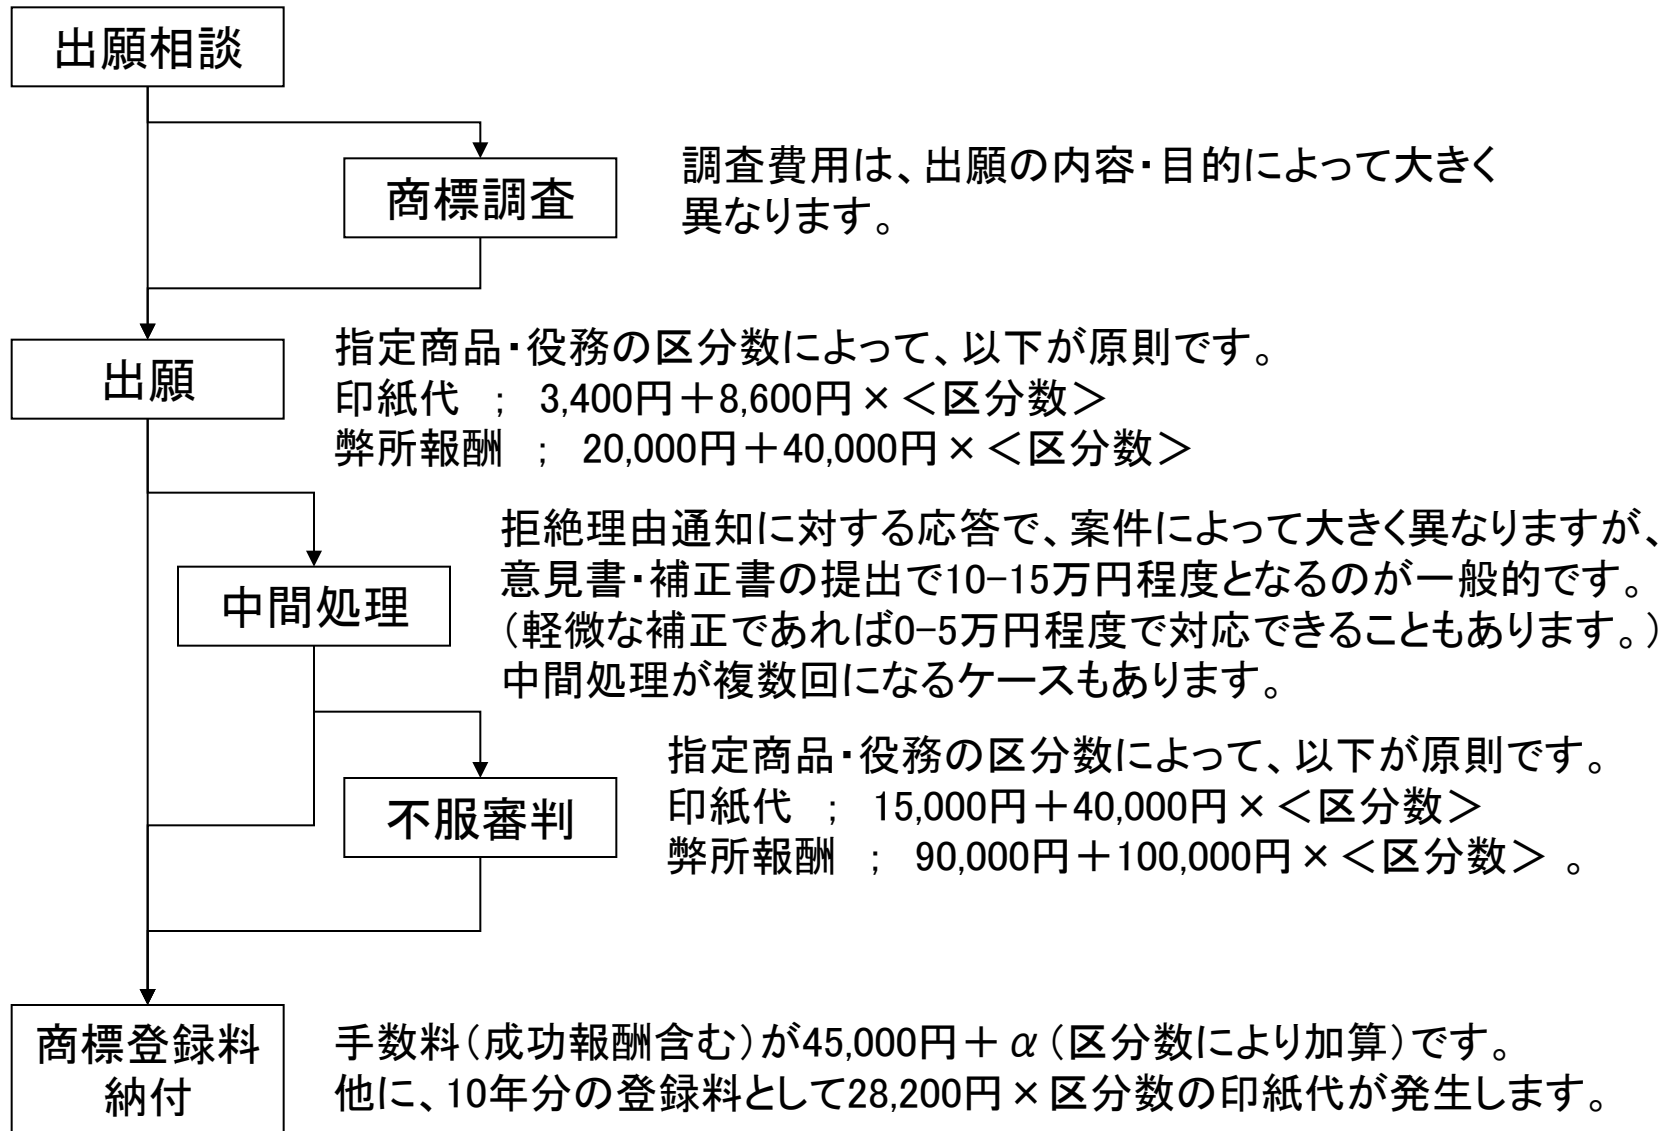 出願相談
商標調査
調査費用は、出願の内容・目的によって大きく
異なります。
出願
指定商品・役務の区分数によって、以下が原則です。
印紙代　；　3,400円＋8,600円×＜区分数＞
弊所報酬　；　20,000円＋40,000円×＜区分数＞
中間処理
拒絶理由通知に対する応答で、案件によって大きく異なりますが、
意見書・補正書の提出で10-15万円程度となるのが一般的です。
（軽微な補正であれば0-5万円程度で対応できることもあります。）
中間処理が複数回になるケースもあります。
不服審判
指定商品・役務の区分数によって、以下が原則です。
印紙代　；　15,000円＋40,000円×＜区分数＞
弊所報酬　；　90,000円＋100,000円×＜区分数＞ 。
商標登録料
納付
手数料（成功報酬含む）が45,000円＋α（区分数により加算）です。
他に、10年分の登録料として28,200円×区分数の印紙代が発生します。